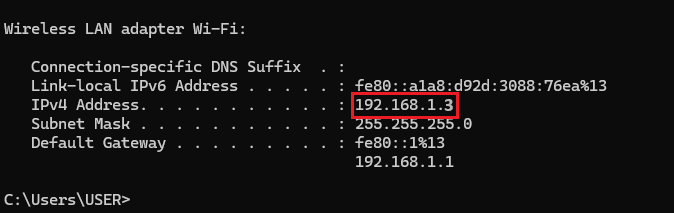 Wireless LAN adapter Wi-Fi:
Connection-specific DNS Suffix  . :
Link-local IPv6 Address . . . . . : fe80::a1a8:d92d:3088:76ea%13
IPv4 Address. . . . . . . . . . . : 192.168.1.3
Subnet Mask . . . . . . . . . . . : 255.255.255.0
Default Gateway . . . . . . . . . : fe80::1%13
192.168.1.1
C:\Users\USER>